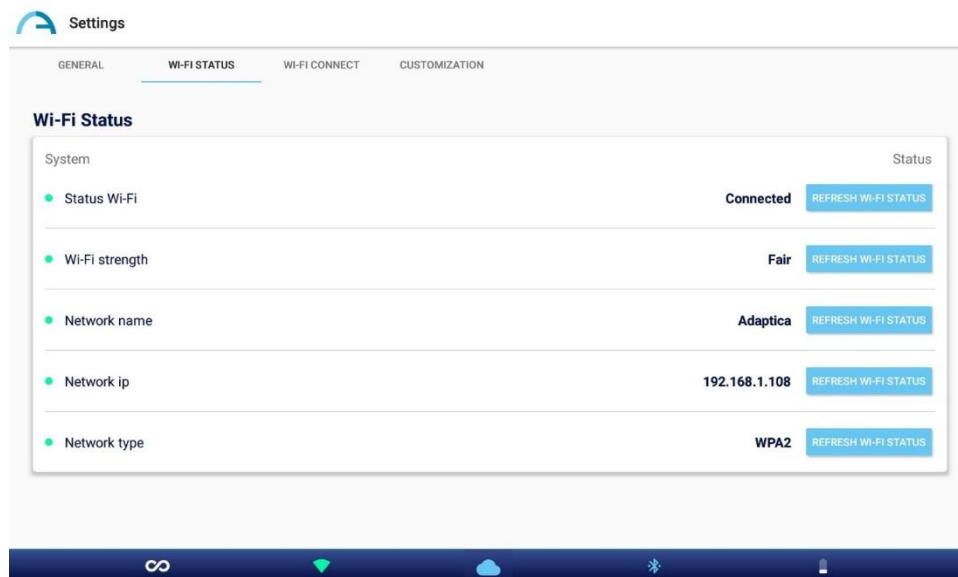 Settings
GENERAL WI-FI STATUS WI-FI CONNECT CUSTOMIZATION
Wi-Fi Status
System Status
Status Wi-Fi Connected REFRESH WI-FI STATUS
Wi-Fi strength Fair REFRESH WI-FI STATUS
Network name Adaptica REFRESH WI-FI STATUS
Network ip 192.168.1.108 REFRESH WI-FI STATUS
Network type WPA2 REFRESH WI-FI STATUS